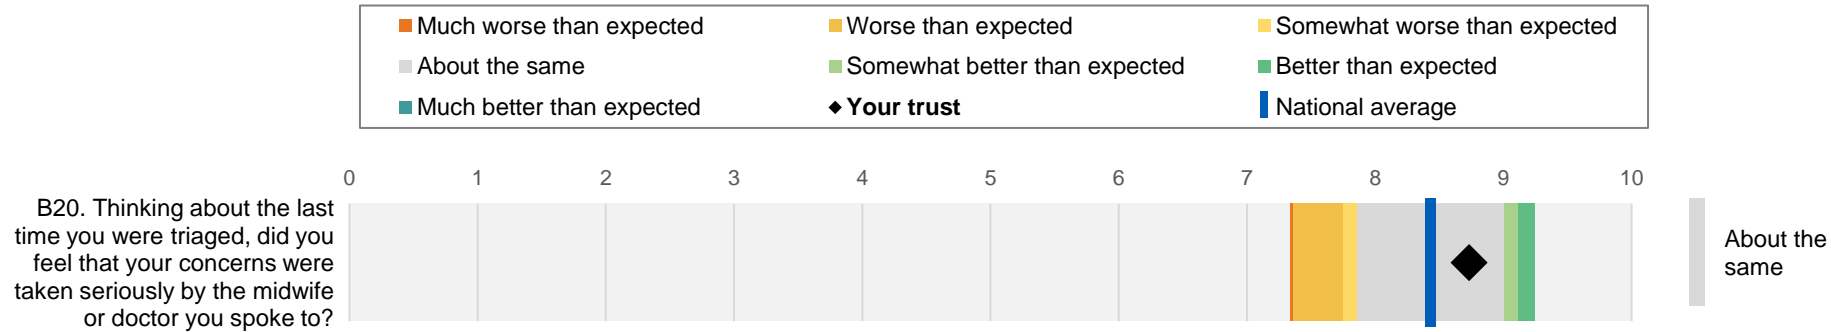 Much worse than expected
Worse than expected
Somewhat worse than expected
About the same
Somewhat better than expected
Better than expected
Much better than expected
Your trust
National average
0 1 2 3 4 5 6 7 8 9 10
B20. Thinking about the last
time you were triaged, did you
feel that your concerns were
taken seriously by the midwife
or doctor you spoke to?
About the
same